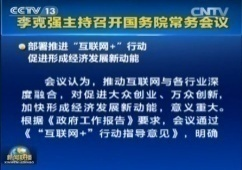 CCTV 13
CNTV
李克强主持召开国务院常务会议
部署推进“互联网+”行动
促进形成经济发展新动能
会议认为，推动互联网与各行业深度
融合，对促进大众创业、万众创新，
加快形成经济发展新动能，意义重大。
根据《政府工作报告》要求，会议通过
《“互联网+”行动指导意见》，明确
新闻联播